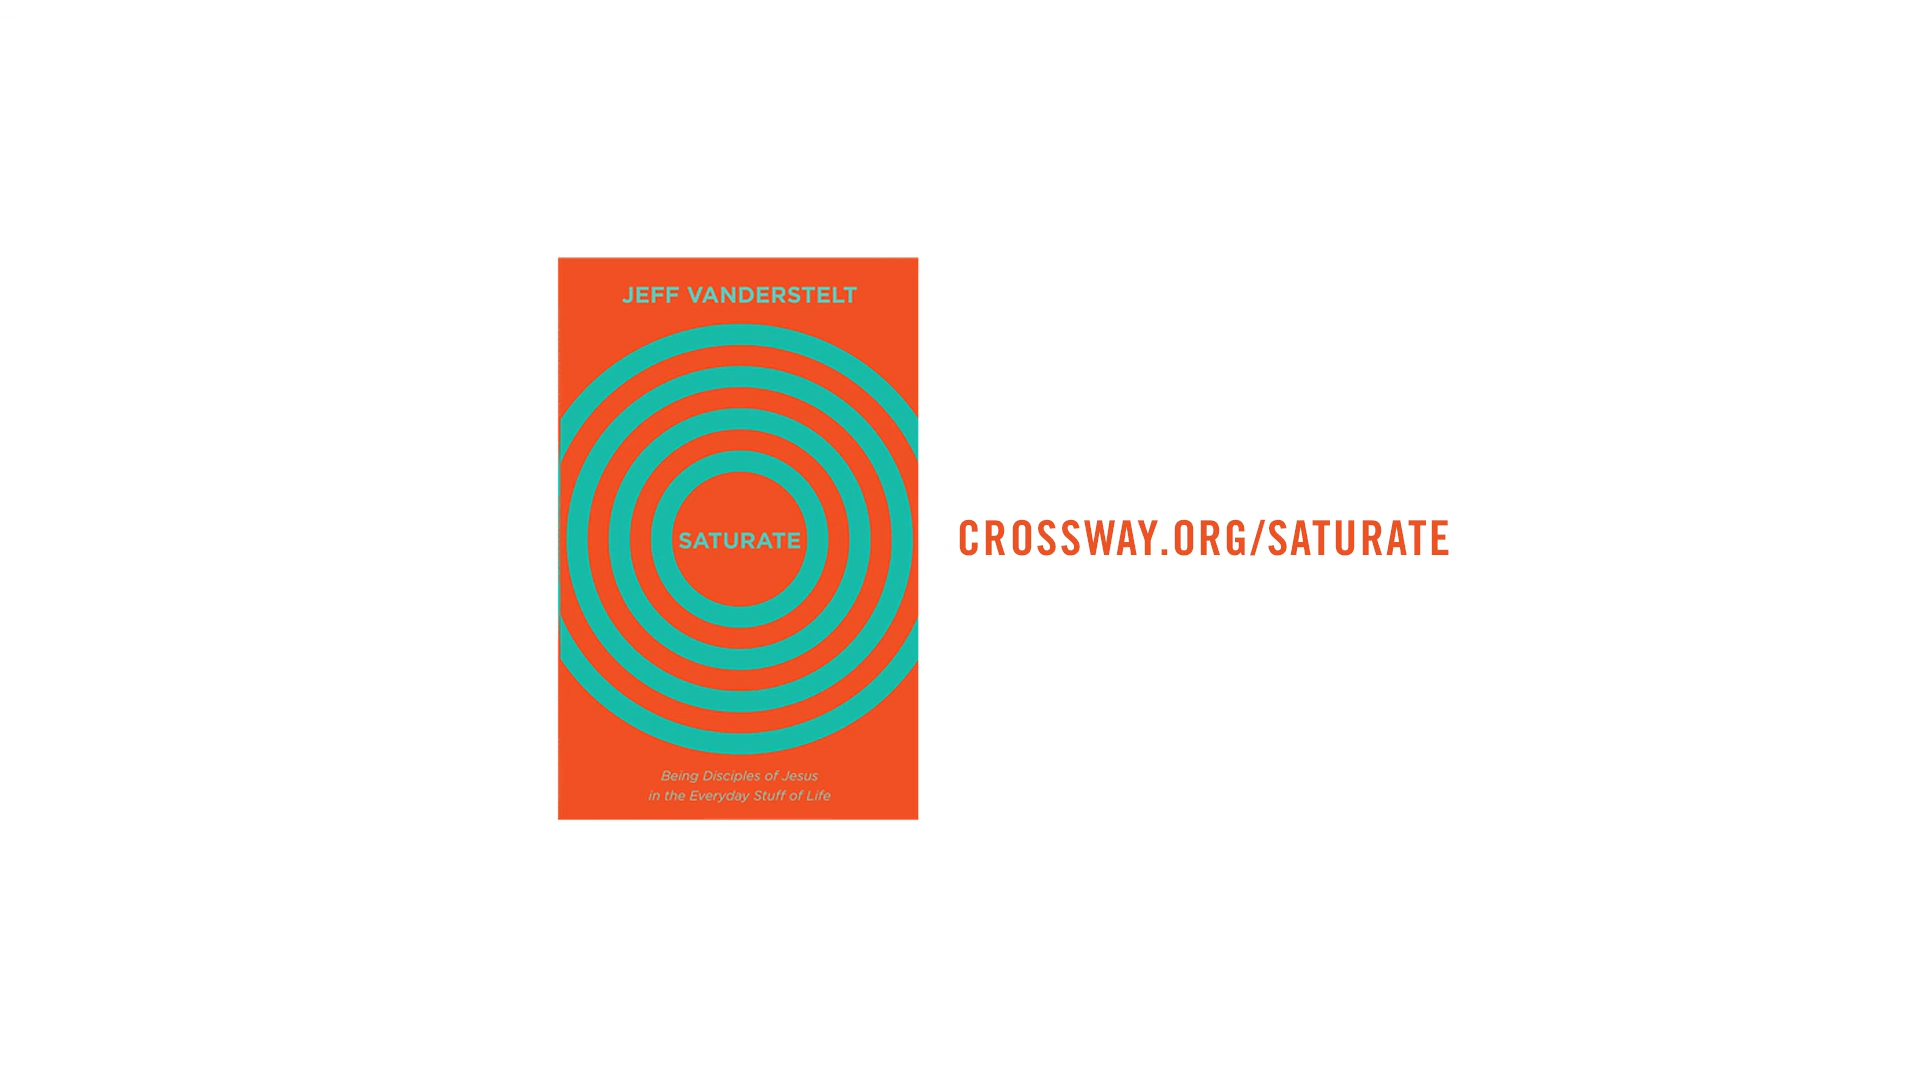 JEFF VANDERSTELT
SATURATE
Being Disciples of Jesus
in the Everyday Stuff of Life
CROSSWAY.ORG/SATURATE